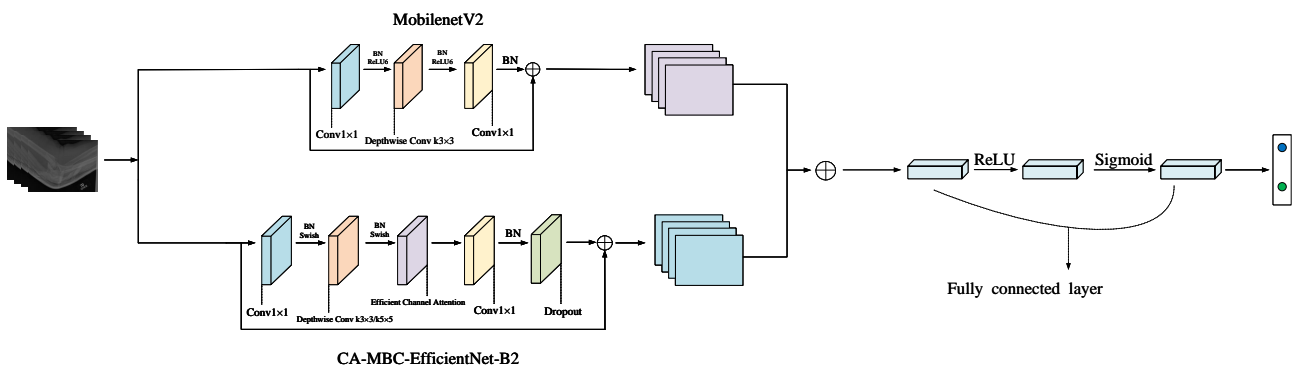 MobilenetV2
BN
ReLU6
BN
ReLU6
BN
Conv1×1
Depthwise Conv k3×3
Conv1×1
ReLU
Sigmoid
BN
Swish
BN
Swish
BN
Conv1×1
Depthwise Conv k3×3/k5×5
Efficient Channel Attention
Conv1×1
Dropout
Fully connected layer
CA-MBC-EfficientNet-B2